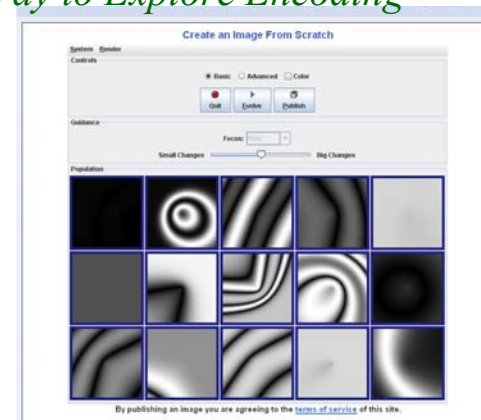 ay to Explore Encoding
Create an Image From Scratch
System Render
Controls
Basic Advanced Color
Quit Evolve Publish
Guidance
Focus:
Small Changes Big Changes
Population
By publishing an image you are agreeing to the terms of service of this site.